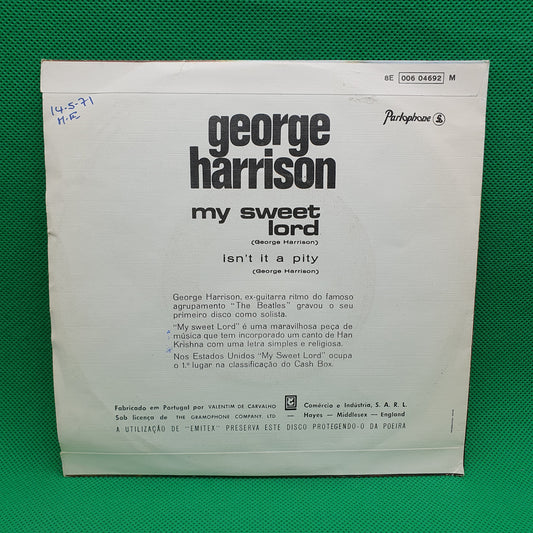 8E 006 04692 M
14-5-71
Parlophone
george
harrison
my sweet
lord
(George Harrison)
isn't it a pity
(George Harrison)
George Harrison, ex-guitarra ritmo do famoso
agrupamento "The Beatles" gravou o seu
primeiro disco como solista.
"My sweet Lord" é uma maravilhosa peça de
música que tem incorporado um canto de Hari
Krishna com uma letra simples e religiosa.
Nos Estados Unidos "My Sweet Lord" ocupa
o 1.º lugar na classificação do Cash Box.
Fabricado em Portugal por VALENTIM DE CARVALHO Comércio e Indústria, S. A. R. L.
Sob licença de THE GRAMOPHONE COMPANY, LTD — Hayes — Middlesex — England
A UTILIZAÇÃO DE "EMITEX" PRESERVA ESTE DISCO PROTEGENDO-O DA POEIRA